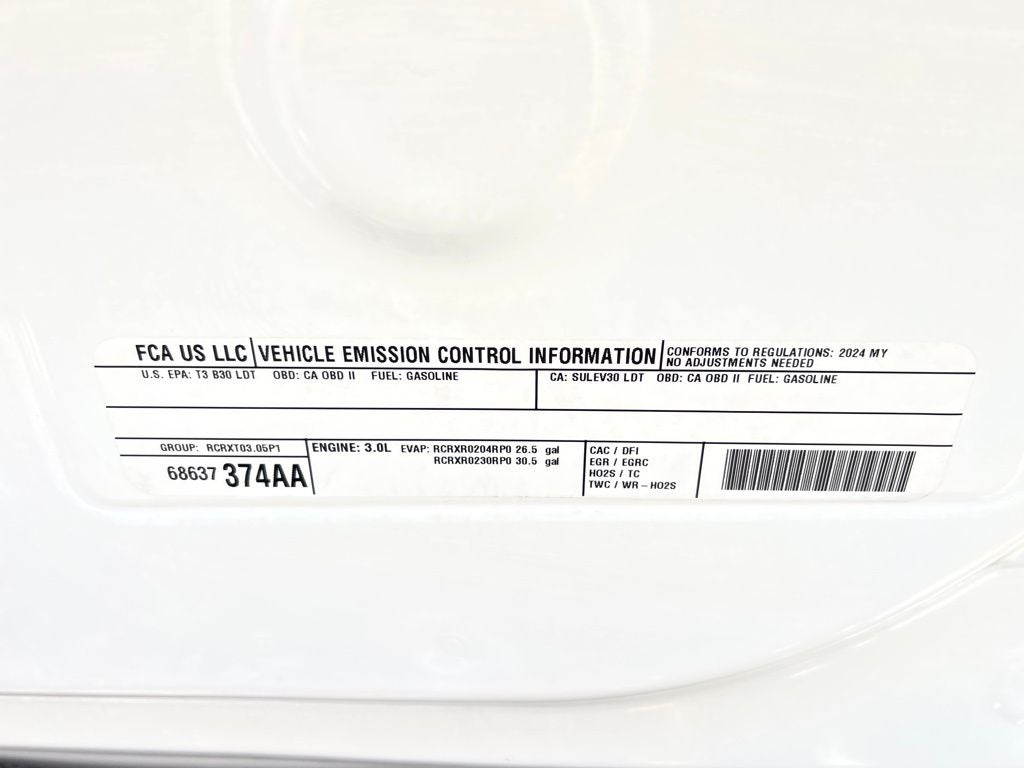 FCA US LLC VEHICLE EMISSION CONTROL INFORMATION CONFORMS TO REGULATIONS: 2024 MY
NO ADJUSTMENTS NEEDED
U.S. EPA: T3 B30 LDT OBD: CA OBD II FUEL: GASOLINE CA: SULEV30 LDT OBD: CA OBD II FUEL: GASOLINE
GROUP: RCRXT03.05P1
68637 374AA
ENGINE: 3.0L EVAP: RCRXR0204RP0 26.5 gal
RCRXR0230RP0 30.5 gal
CAC / DFI
EGR / EGRC
HO2S / TC
TWC / WR-HO2S